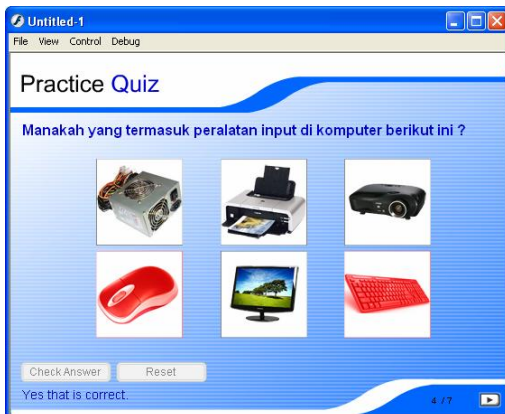 Untitled-1
File View Control Debug
Practice Quiz
Manakah yang termasuk peralatan input di komputer berikut ini ?
Check Answer Reset
Yes that is correct.
4 / 7